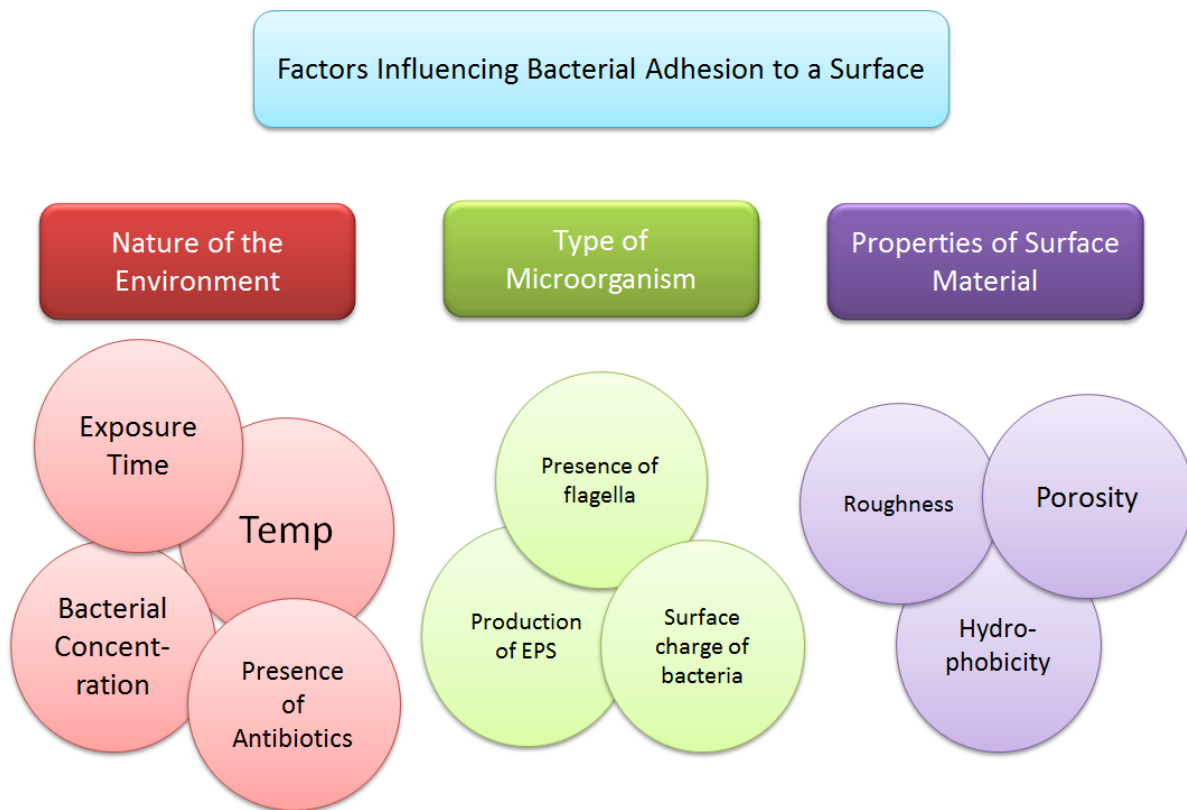 Factors Influencing Bacterial Adhesion to a Surface
Nature of the
Environment
Type of
Microorganism
Properties of Surface
Material
Exposure
Time
Temp
Bacterial
Concent-
ration
Presence
of
Antibiotics
Presence of
flagella
Production
of EPS
Surface
charge of
bacteria
Roughness
Porosity
Hydro-
phobicity